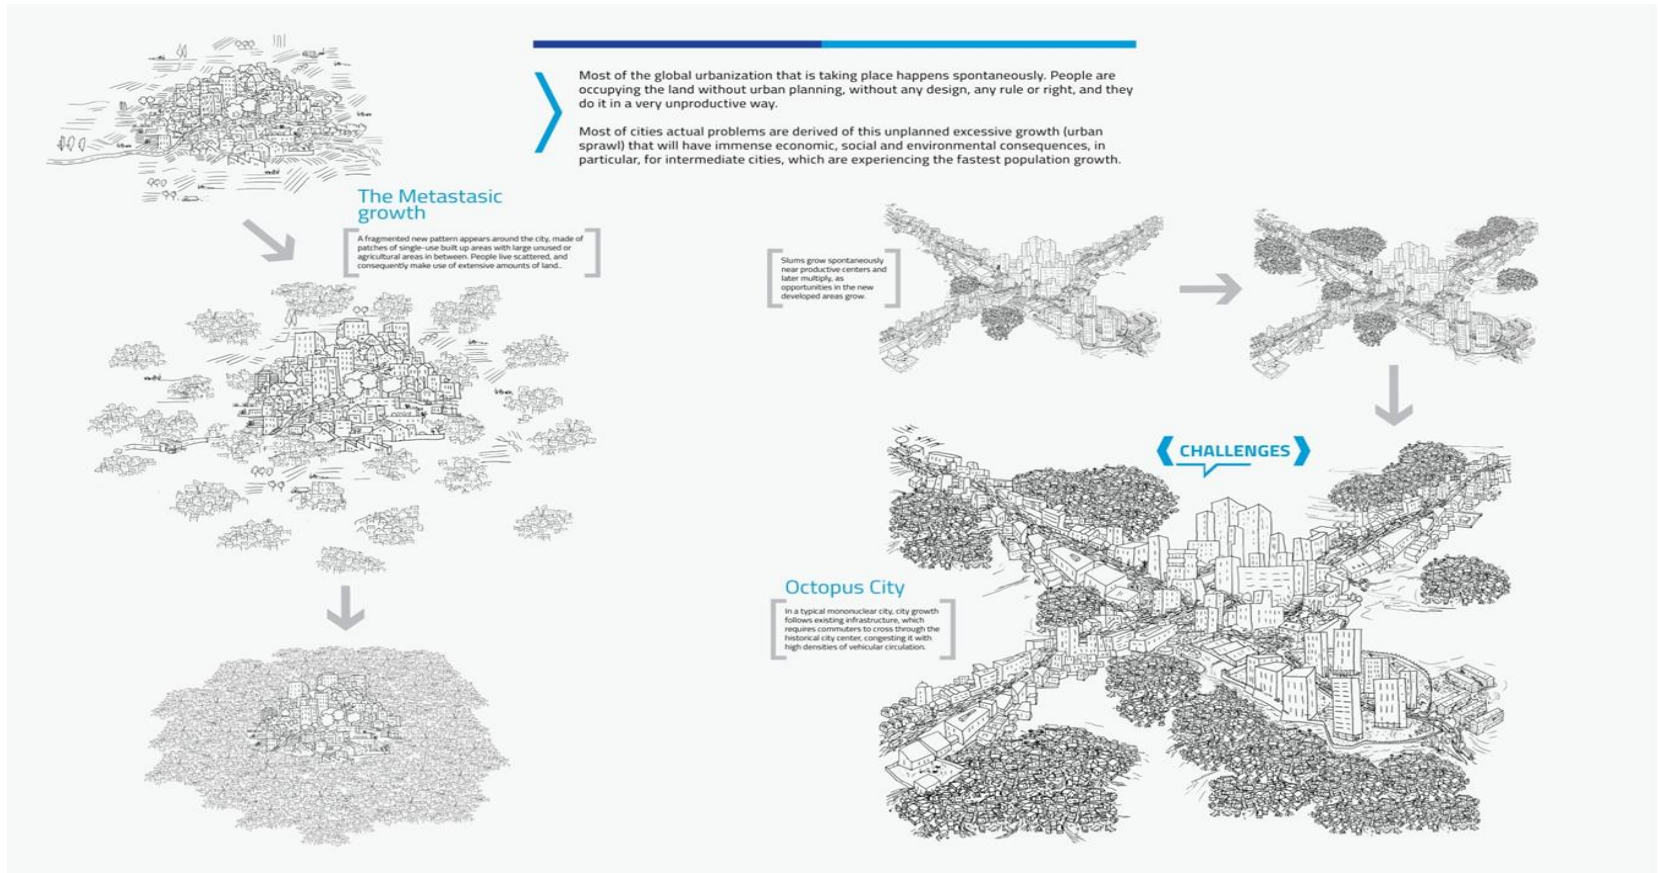 Most of the global urbanization that is taking place happens spontaneously. People are
occupying the land without urban planning, without any design, any rule or right, and they
do it in a very unproductive way.
Most of cities actual problems are derived of this unplanned excessive growth (urban
sprawl) that will have immense economic, social and environmental consequences, in
particular, for intermediate cities, which are experiencing the fastest population growth.
The Metastasic
growth
A fragmented new pattern appears around the city, made of
patches of single-use built up areas with large unused or
agricultural areas in between. People live scattered, and
consequently make use of extensive amounts of land..
Slums grow spontaneously
near productive centers and
later multiply, as
opportunities in the new
developed areas grow.
CHALLENGES
Octopus City
In a typical mononuclear city, city growth
follows existing infrastructure, which
requires commuters to cross through the
historical city center, congesting it with
high densities of vehicular circulation.